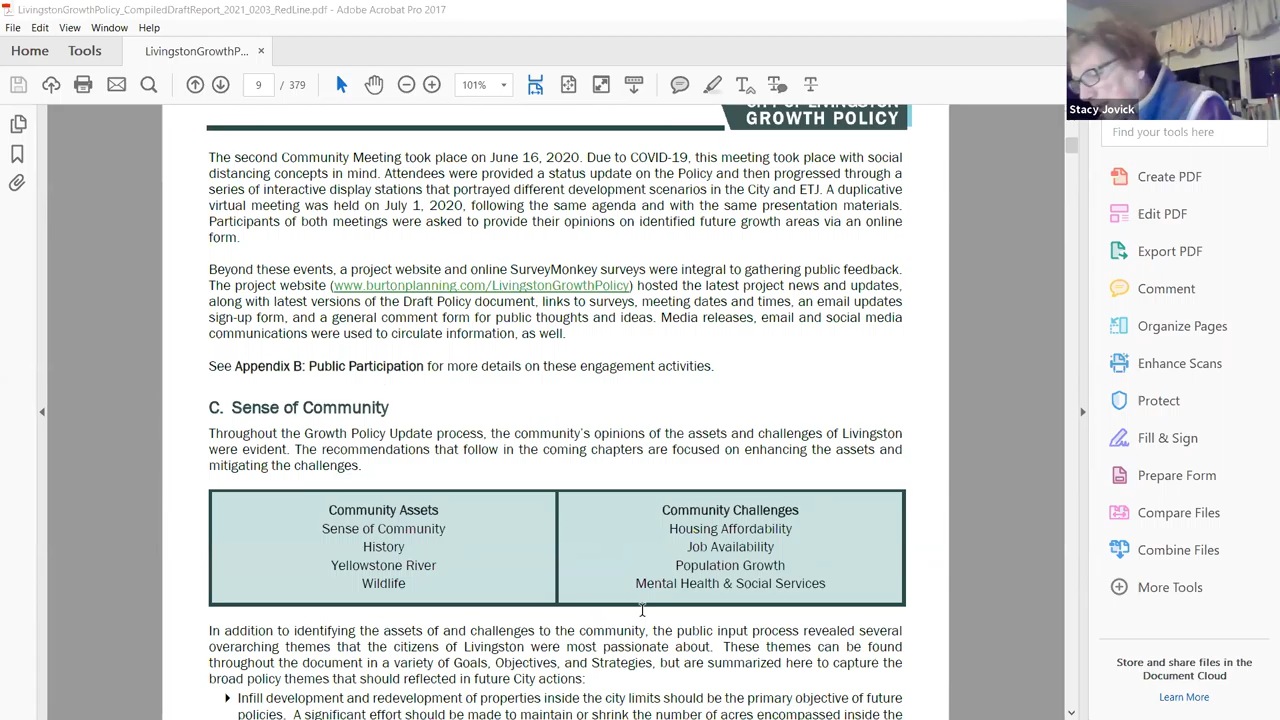 LivingstonGrowthPolicy_CompiledDraftReport_2021_0203_RedLine.pdf - Adobe Acrobat Pro 2017
File Edit View Window Help
Home Tools LivingstonGrowthP... ×
9 / 379 101%
Stacy Jovick
CITY OF LIVINGSTON
GROWTH POLICY
The second Community Meeting took place on June 16, 2020. Due to COVID-19, this meeting took place with social
distancing concepts in mind. Attendees were provided a status update on the Policy and then progressed through a
series of interactive display stations that portrayed different development scenarios in the City and ETJ. A duplicative
virtual meeting was held on July 1, 2020, following the same agenda and with the same presentation materials.
Participants of both meetings were asked to provide their opinions on identified future growth areas via an online
form.
Beyond these events, a project website and online SurveyMonkey surveys were integral to gathering public feedback.
The project website (www.burtonplanning.com/LivingstonGrowthPolicy) hosted the latest project news and updates,
along with latest versions of the Draft Policy document, links to surveys, meeting dates and times, an email updates
sign-up form, and a general comment form for public thoughts and ideas. Media releases, email and social media
communications were used to circulate information, as well.
See Appendix B: Public Participation for more details on these engagement activities.
C. Sense of Community
Throughout the Growth Policy Update process, the community's opinions of the assets and challenges of Livingston
were evident. The recommendations that follow in the coming chapters are focused on enhancing the assets and
mitigating the challenges.
Community Assets
Sense of Community
History
Yellowstone River
Wildlife
Community Challenges
Housing Affordability
Job Availability
Population Growth
Mental Health & Social Services
In addition to identifying the assets of and challenges to the community, the public input process revealed several
overarching themes that the citizens of Livingston were most passionate about. These themes can be found
throughout the document in a variety of Goals, Objectives, and Strategies, but are summarized here to capture the
broad policy themes that should reflected in future City actions:
Infill development and redevelopment of properties inside the city limits should be the primary objective of future
policies. A significant effort should be made to maintain or shrink the number of acres encompassed inside the
Find your tools here
Create PDF
Edit PDF
Export PDF
Comment
Organize Pages
Enhance Scans
Protect
Fill & Sign
Prepare Form
Compare Files
Combine Files
More Tools
Store and share files in the
Document Cloud
Learn More